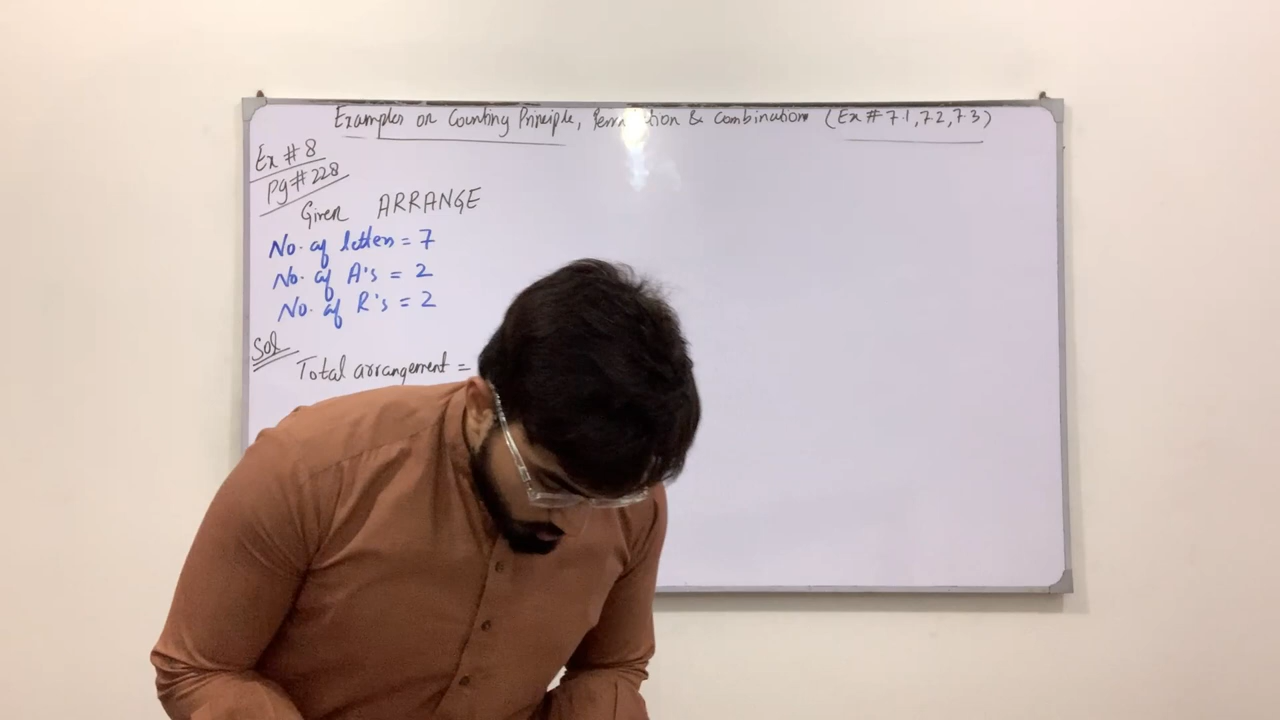 Examples on Counting Principle, & Combination (Ex # 7.1, 7.2, 7.3)
Ex # 8
Pg # 228
Given ARRANGE
No. of letters = 7
No. of A's = 2
No. of R's = 2
Sol
Total arrangement =